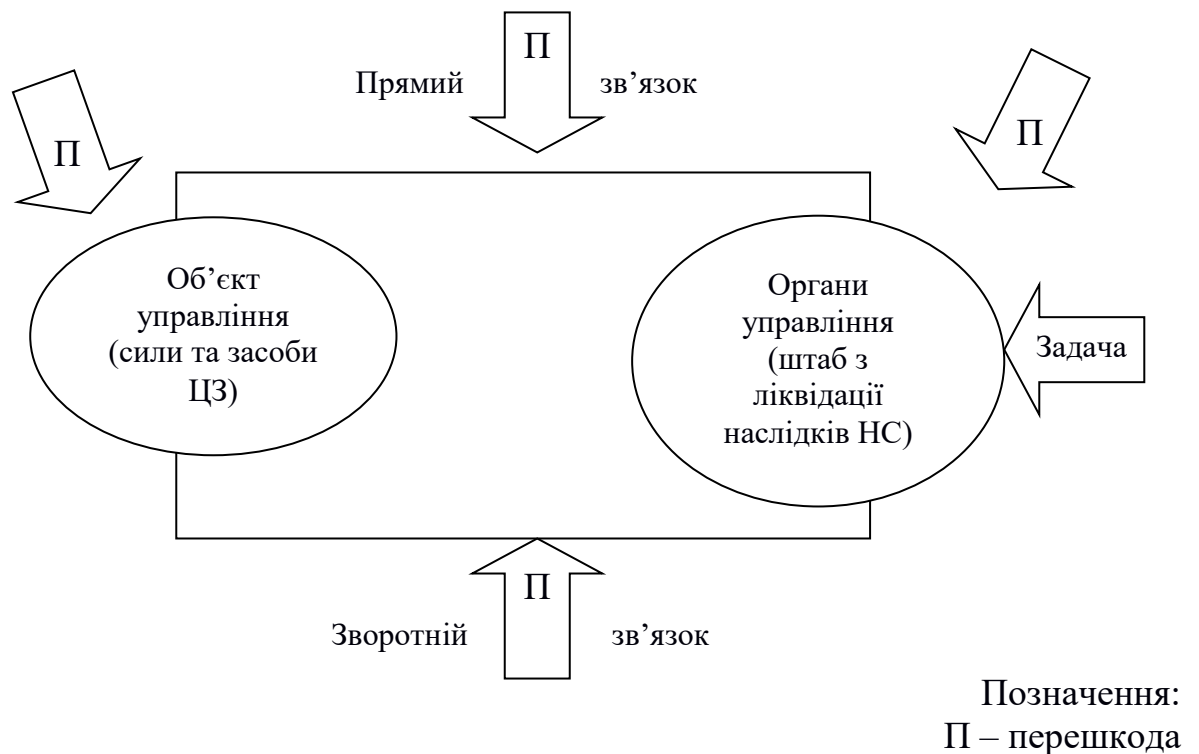 П
Прямий зв’язок
П
П
Об’єкт
управління
(сили та засоби
ЦЗ)
Органи
управління
(штаб з
ліквідації
наслідків НС)
Задача
П
Зворотній зв’язок
Позначення:
П – перешкода